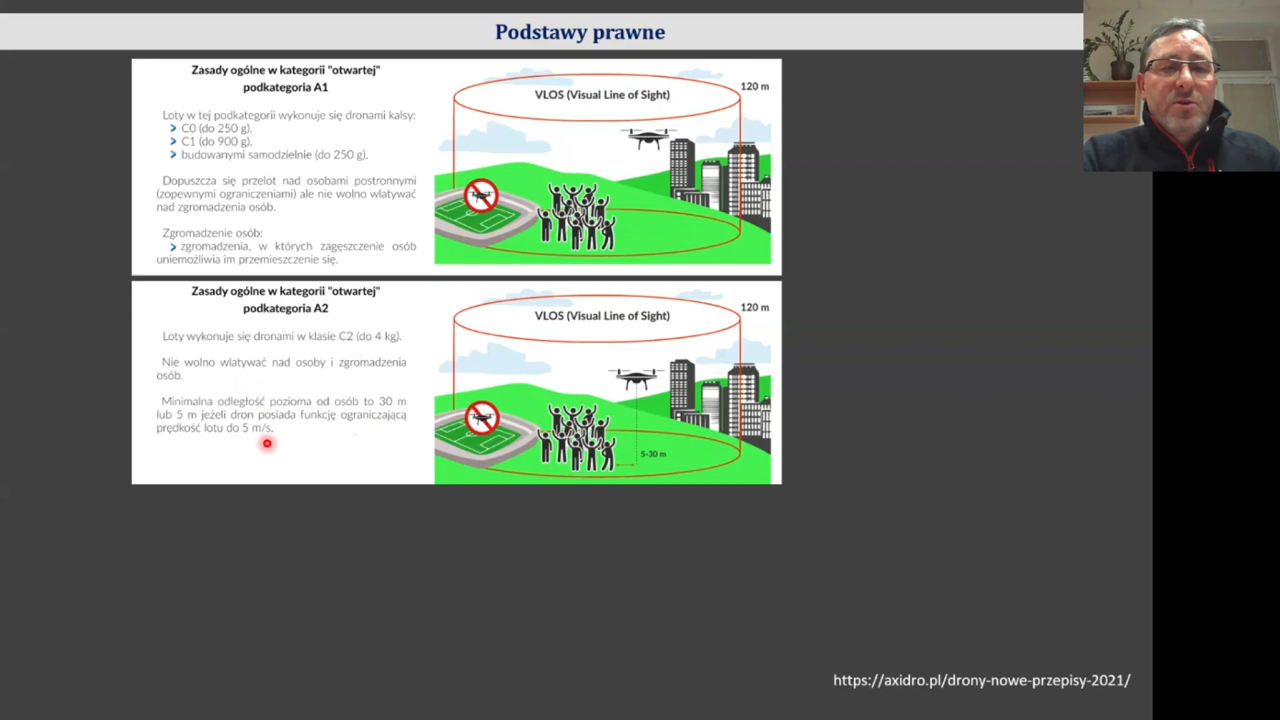 Podstawy prawne
Zasady ogólne w kategorii "otwartej"
podkategoria A1
Loty w tej podkategorii wykonuje się dronami kalsy:
C0 (do 250 g),
C1 (do 900 g),
budowanymi samodzielnie (do 250 g).
Dopuszcza się przelot nad osobami postronnymi
(zopewnymi ograniczeniami) ale nie wolno wlatywać
nad zgromadzenia osób.
Zgromadzenie osób:
zgromadzenia, w których zagęszczenie osób
uniemożliwia im przemieszczenie się.
VLOS (Visual Line of Sight)
120 m
Zasady ogólne w kategorii "otwartej"
podkategoria A2
Loty wykonuje się dronami w klasie C2 (do 4 kg).
Nie wolno wlatywać nad osoby i zgromadzenia
osób.
Minimalna odległość pozioma od osób to 30 m
lub 5 m jeżeli dron posiada funkcję ograniczającą
prędkość lotu do 5 m/s.
VLOS (Visual Line of Sight)
120 m
5-30 m
https://axidro.pl/drony-nowe-przepisy-2021/